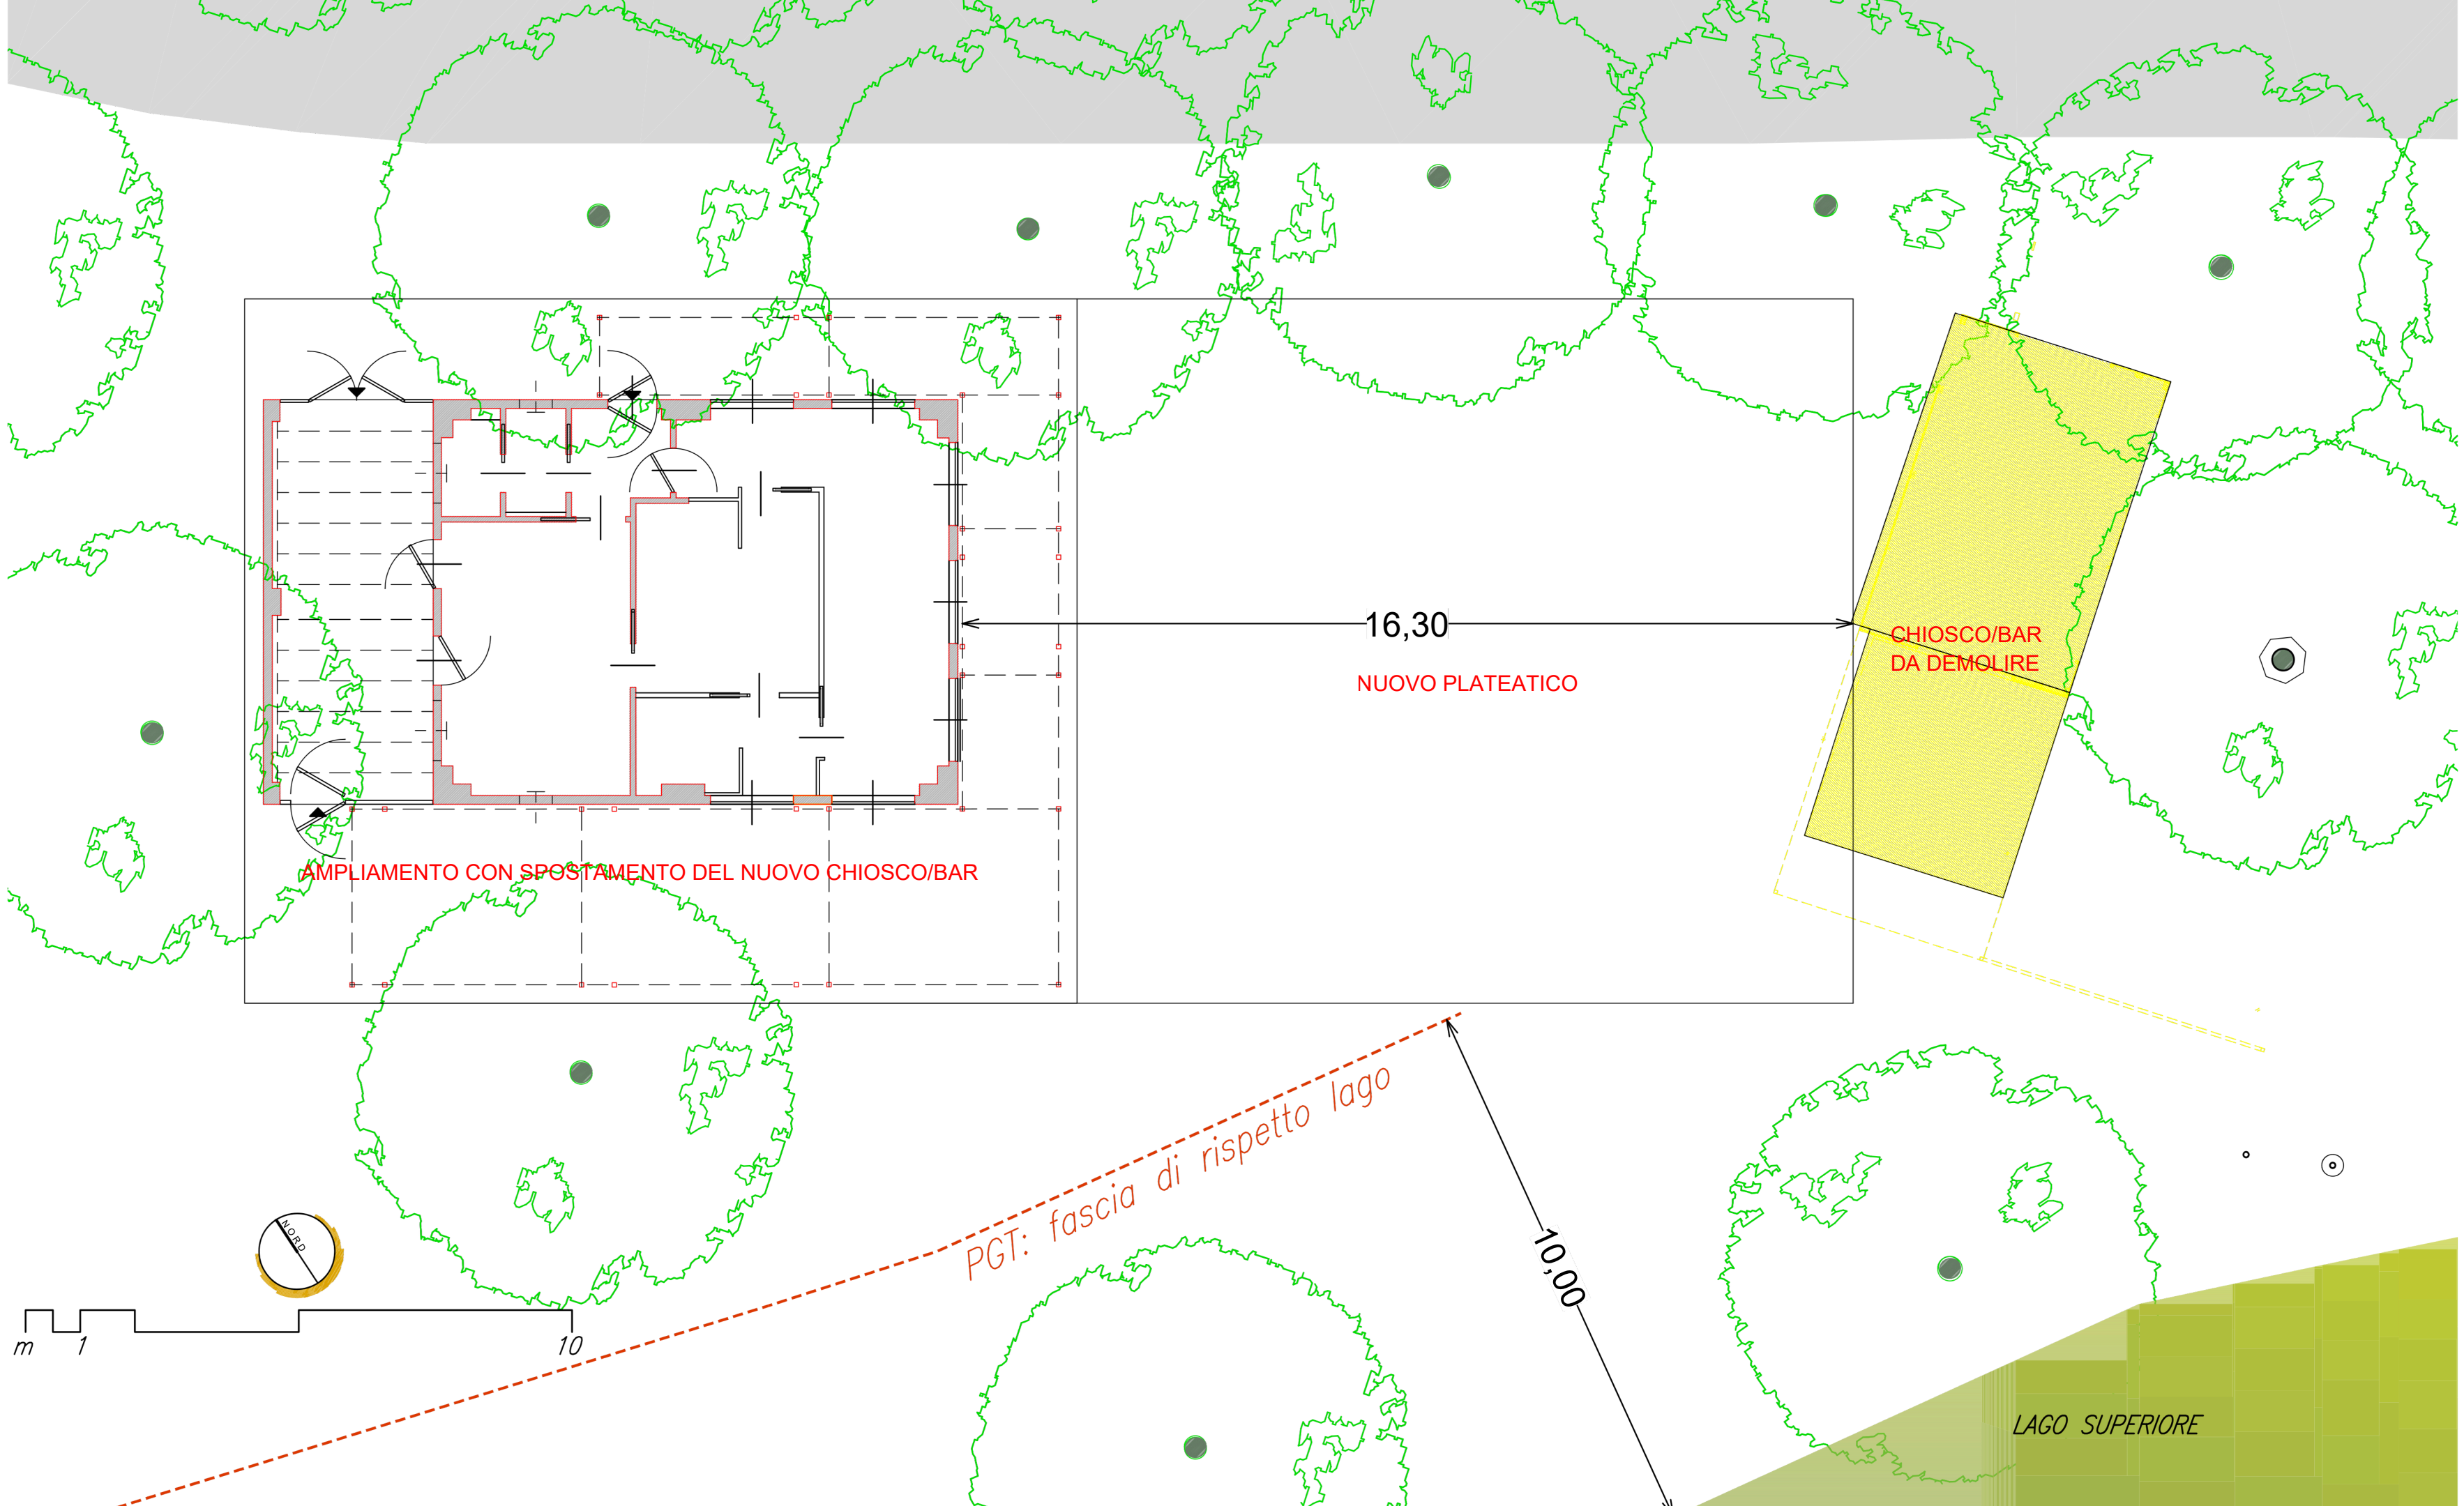 16,30
CHIOSCO/BAR
DA DEMOLIRE
NUOVO PLATEATICO
AMPLIAMENTO CON SPOSTAMENTO DEL NUOVO CHIOSCO/BAR
PGT: fascia di rispetto lago
10,00
NORD
m 1 10
LAGO SUPERIORE